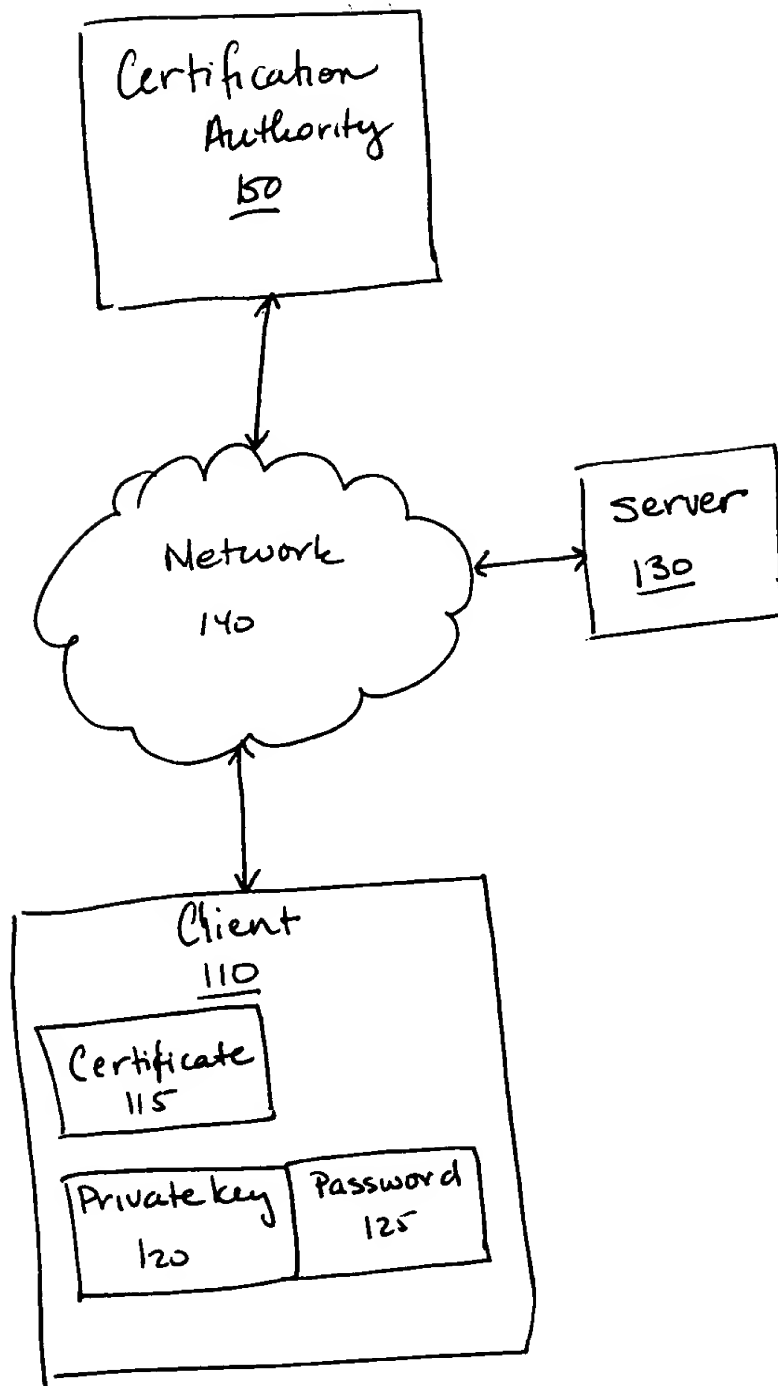 Certification
Authority
150
Network
140
server
130
Client
110
Certificate
115
Private key
120
Password
125